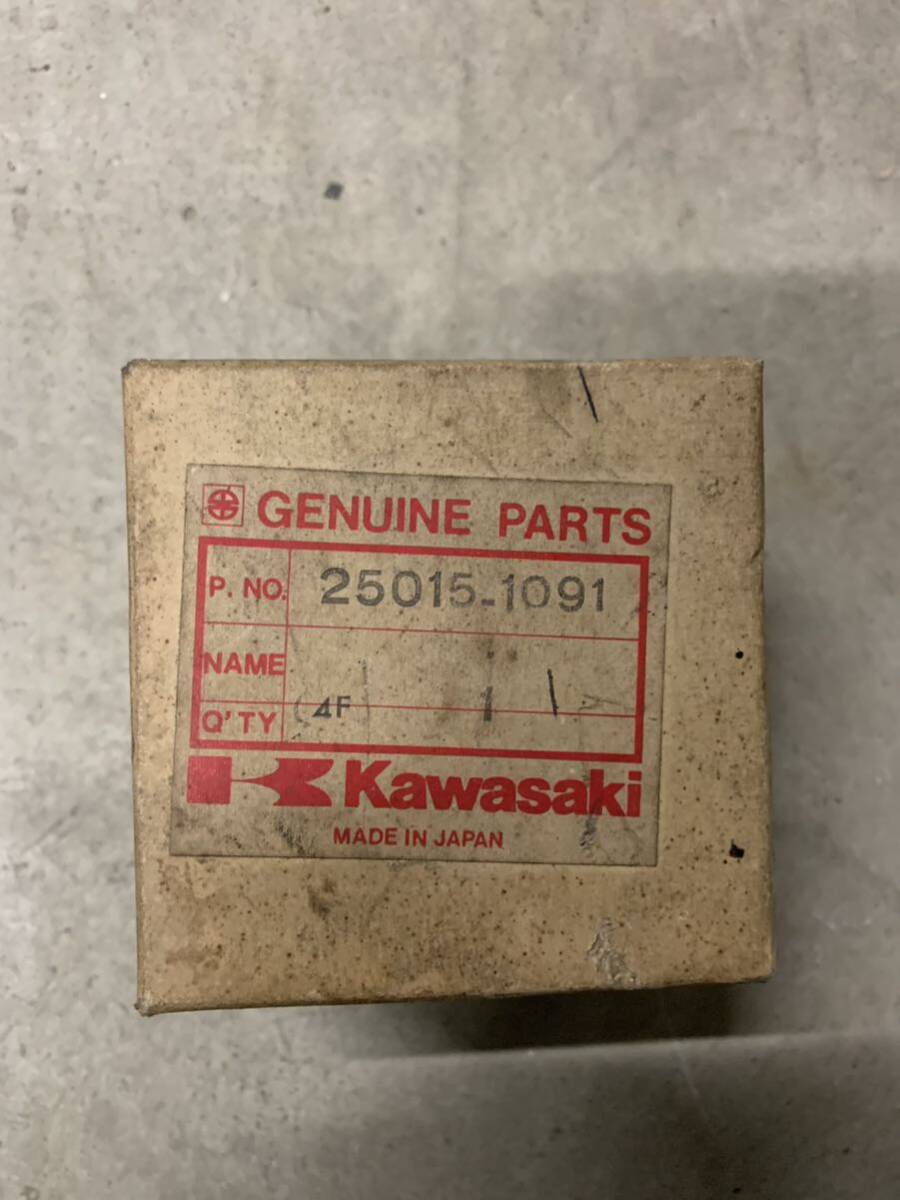 GENUINE PARTS
P. NO. 25015-1091
NAME
Q'TY (4F 1
Kawasaki
MADE IN JAPAN